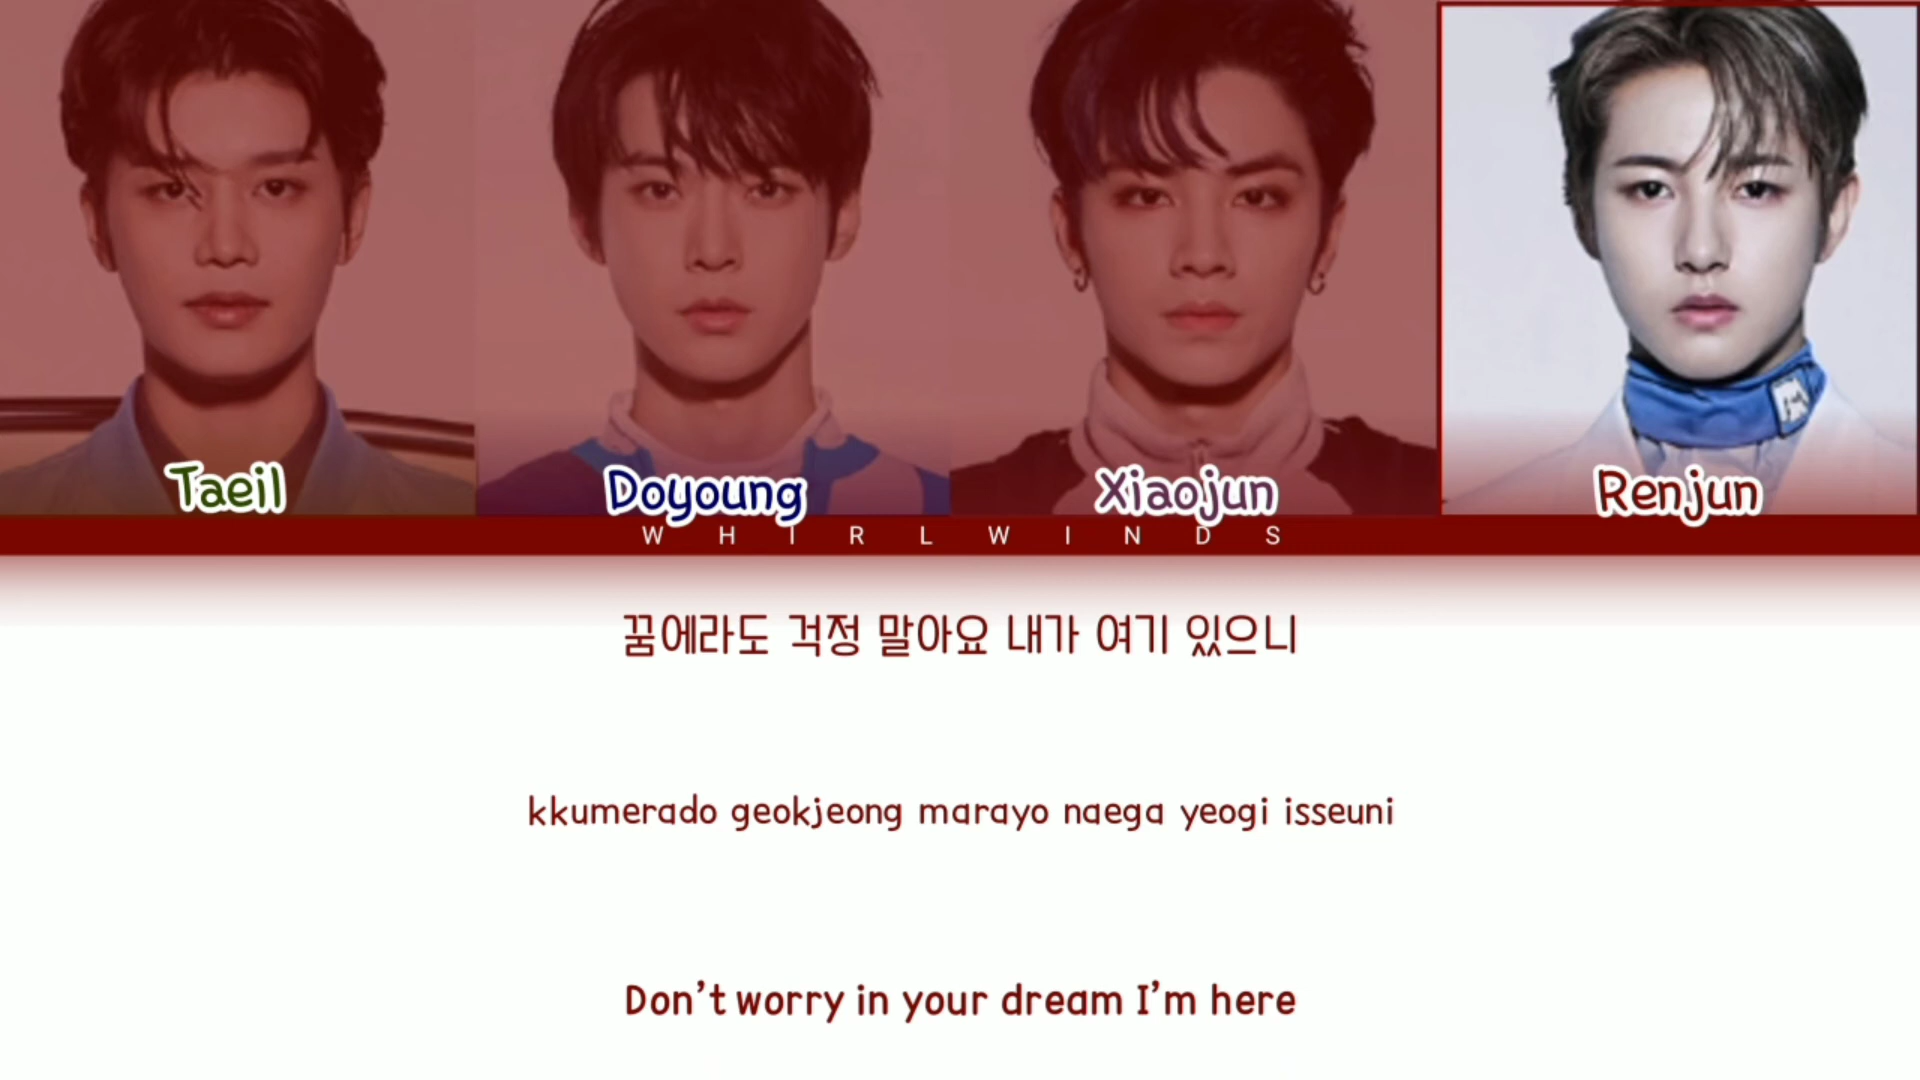 Taeil
Doyoung
Xiaojun
Renjun
WHIRLWINDS
꿈에라도 걱정 말아요 내가 여기 있으니
kkumerado geokjeong marayo naega yeogi isseuni
Don't worry in your dream I'm here